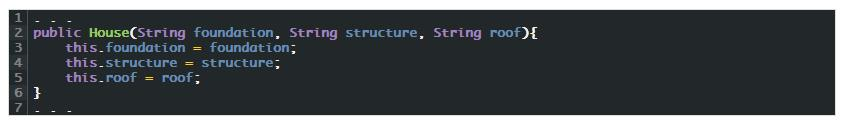 1 . . .
2 public House(String foundation, String structure, String roof){
3     this.foundation = foundation;
4     this.structure = structure;
5     this.roof = roof;
6 }
7 . . .